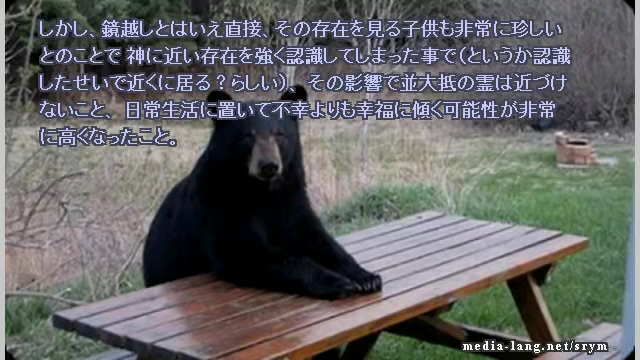 しかし、鏡越しとはいえ直接、その存在を見る子供も非常に珍しい
とのことで 神に近い存在を強く認識してしまった事で(というか認識
したせいで近くに居る？らしい)、 その影響で並大抵の霊は近づけ
ないこと、 日常生活に置いて不幸よりも幸福に傾く可能性が非常
に高くなったこと。
media-lang.net/srym